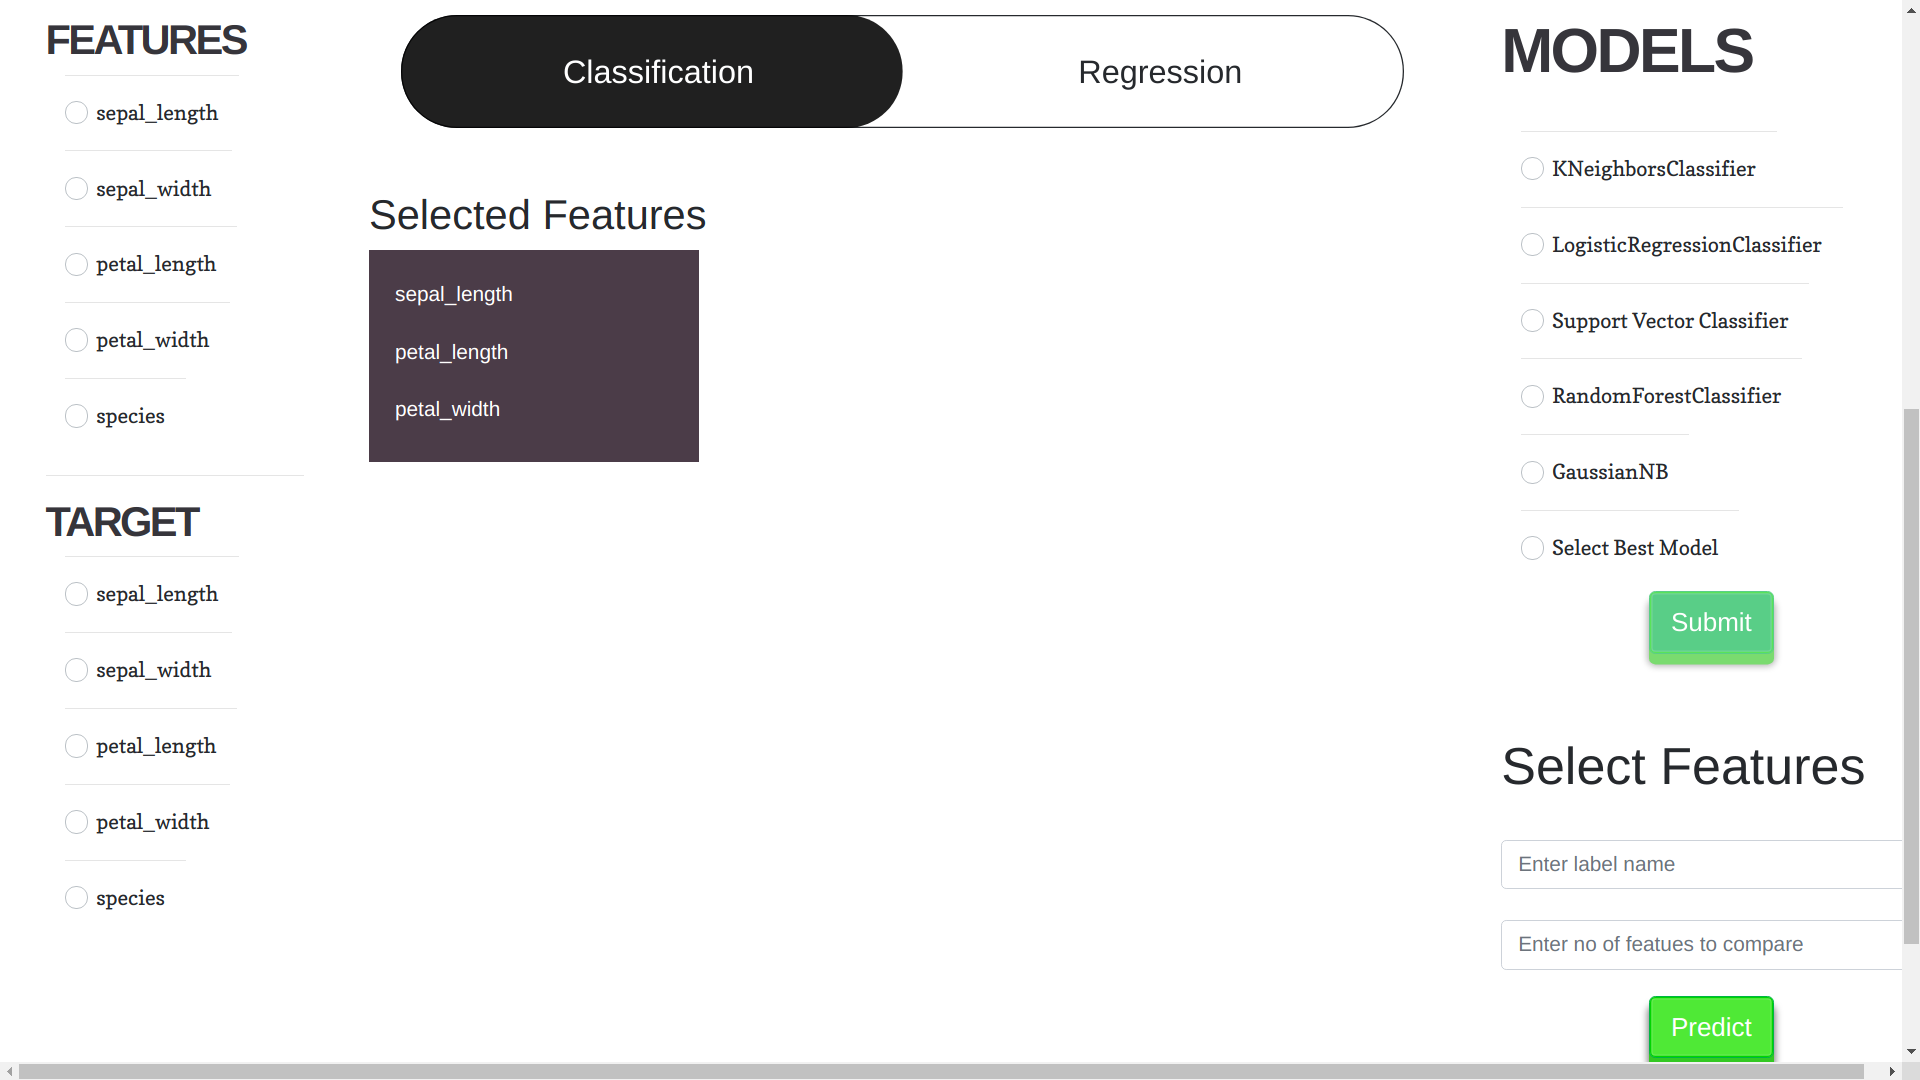 FEATURES
sepal_length
sepal_width
petal_length
petal_width
species
TARGET
sepal_length
sepal_width
petal_length
petal_width
species
Classification
Regression
Selected Features
sepal_length
petal_length
petal_width
MODELS
KNeighborsClassifier
LogisticRegressionClassifier
Support Vector Classifier
RandomForestClassifier
GaussianNB
Select Best Model
Submit
Select Features
Enter label name
Enter no of featues to compare
Predict